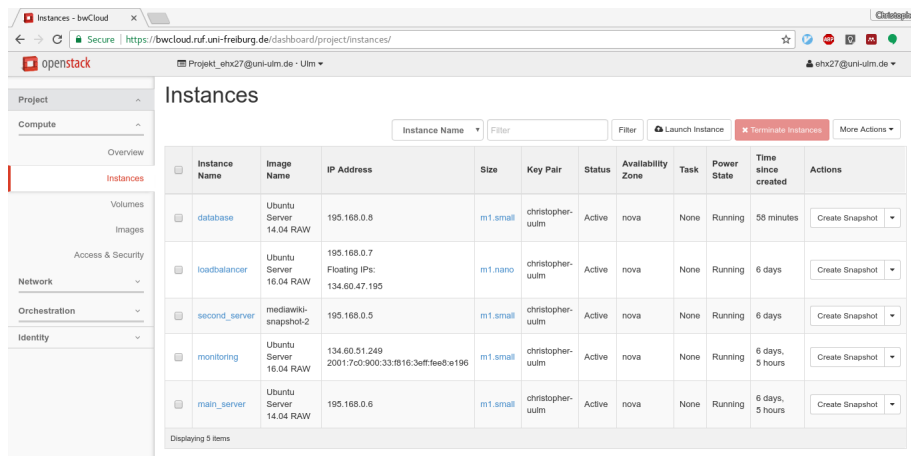 Instances - bwCloud
Christoph
Secure | https://bwcloud.ruf.uni-freiburg.de/dashboard/project/instances/
openstack
Projekt_ehx27@uni-ulm.de · Ulm
ehx27@uni-ulm.de
Project
Compute
Overview
Instances
Volumes
Images
Access & Security
Network
Orchestration
Identity
Instances
Instance Name
Filter
Filter
Launch Instance
Terminate Instances
More Actions
Instance Name
Image Name
IP Address
Size
Key Pair
Status
Availability Zone
Task
Power State
Time since created
Actions
database
Ubuntu Server 14.04 RAW
195.168.0.8
m1.small
christopher-uulm
Active
nova
None
Running
58 minutes
Create Snapshot
loadbalancer
Ubuntu Server 16.04 RAW
195.168.0.7
Floating IPs:
134.60.47.195
m1.nano
christopher-uulm
Active
nova
None
Running
6 days
Create Snapshot
second_server
mediawiki-snapshot-2
195.168.0.5
m1.small
christopher-uulm
Active
nova
None
Running
6 days
Create Snapshot
monitoring
Ubuntu Server 16.04 RAW
134.60.51.249
2001:7c0:900:33:f816:3eff:fee8:e196
m1.small
christopher-uulm
Active
nova
None
Running
6 days, 5 hours
Create Snapshot
main_server
Ubuntu Server 14.04 RAW
195.168.0.6
m1.small
christopher-uulm
Active
nova
None
Running
6 days, 5 hours
Create Snapshot
Displaying 5 items